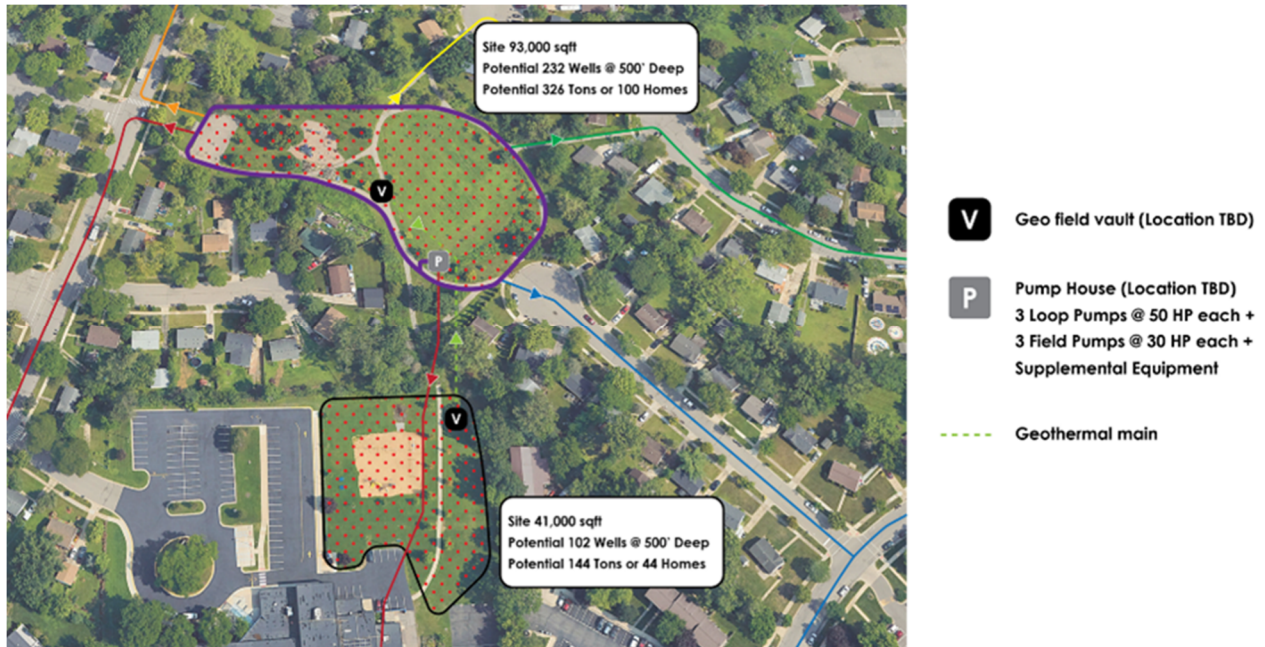 Site 93,000 sqft
Potential 232 Wells @ 500' Deep
Potential 326 Tons or 100 Homes
V
P
V
Site 41,000 sqft
Potential 102 Wells @ 500' Deep
Potential 144 Tons or 44 Homes
V
Geo field vault (Location TBD)
P
Pump House (Location TBD)
3 Loop Pumps @ 50 HP each +
3 Field Pumps @ 30 HP each +
Supplemental Equipment
Geothermal main